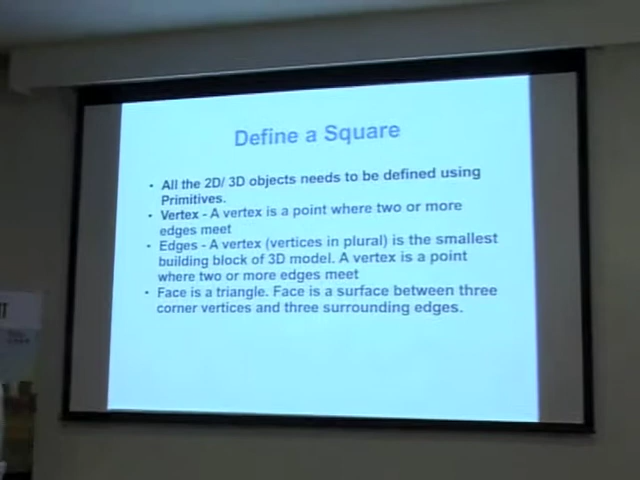 Define a Square
• All the 2D/ 3D objects needs to be defined using
Primitives.
• Vertex - A vertex is a point where two or more
edges meet
• Edges - A vertex (vertices in plural) is the smallest
building block of 3D model. A vertex is a point
where two or more edges meet
• Face is a triangle. Face is a surface between three
corner vertices and three surrounding edges.